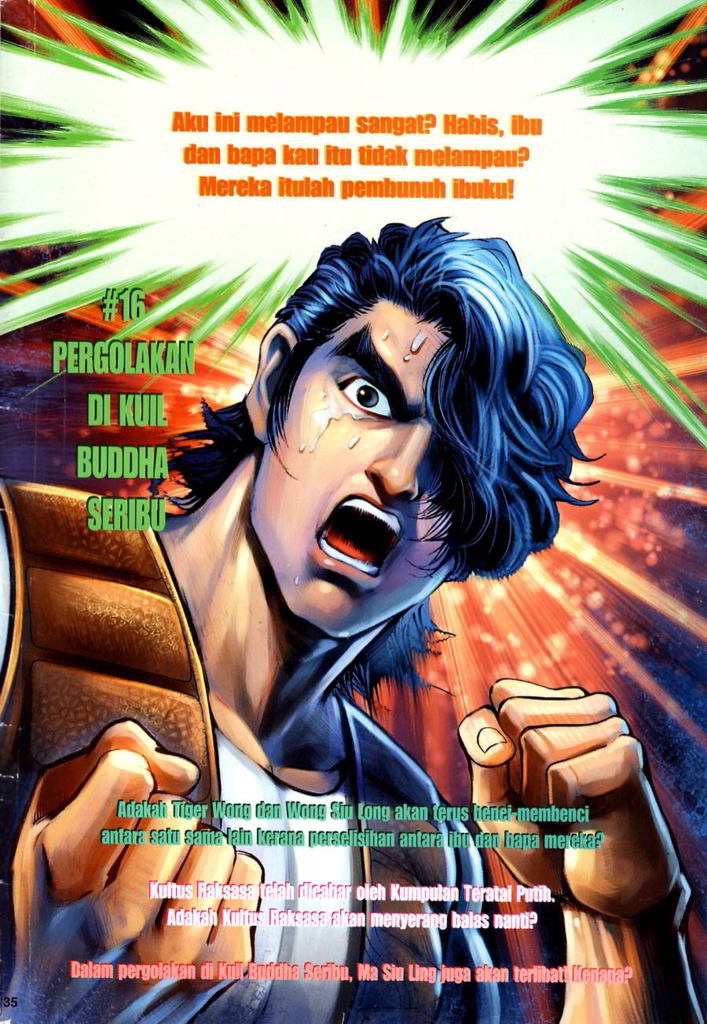 Aku ini melampau sangat? Habis, ibu
dan bapa kau itu tidak melampau?
Mereka itulah pembunuh ibuku!
#16
PERGOLAKAN
DI KUIL
BUDDHA
SERIBU
Adakah Tiger Wong dan Wong Siu Long akan terus benci-membenci
antara satu sama lain kerana perselisihan antara ibu dan bapa mereka?
Kultus Raksasa telah dicabar oleh Kumpulan Teratai Putih.
Adakah Kultus Raksasa akan menyerang balas nanti?
Dalam pergolakan di Kuil Buddha Seribu, Ma Siu Ling juga akan terlibat! Kenapa?
35